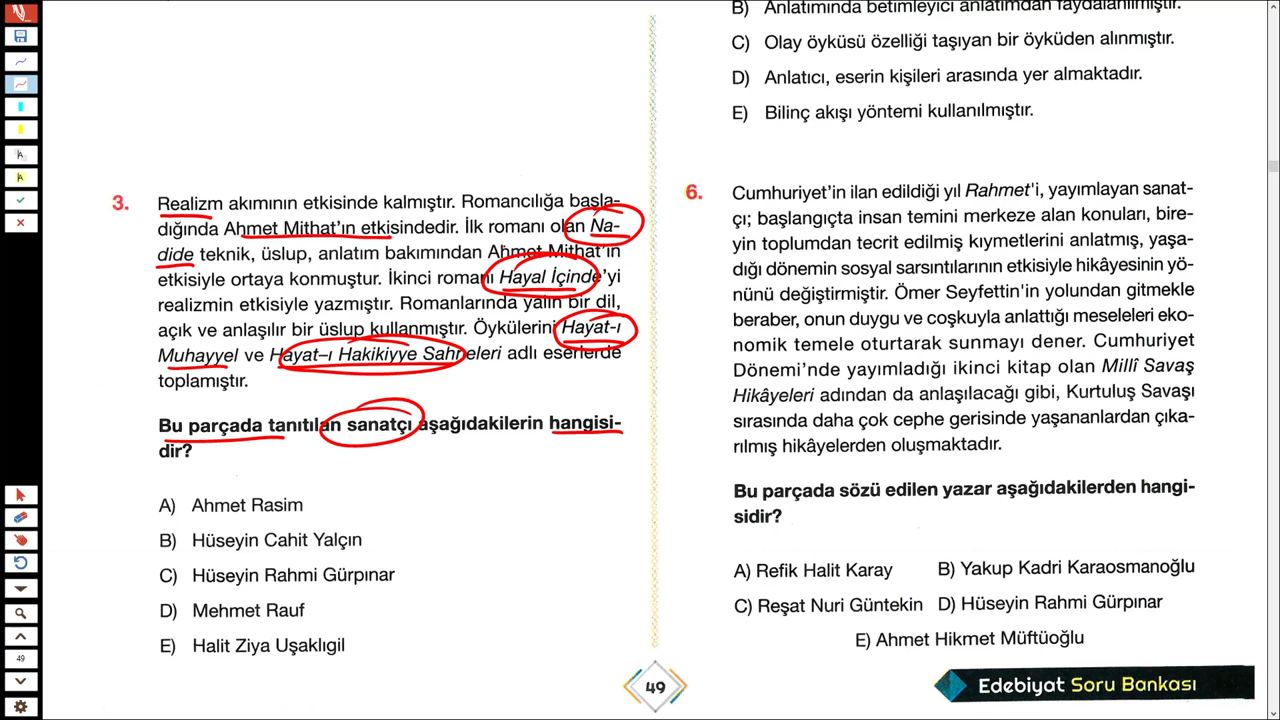 3. Realizm akımının etkisinde kalmıştır. Romancılığa başla-
dığında Ahmet Mithat'ın etkisindedir. İlk romanı olan Na-
dide teknik, üslup, anlatım bakımından Ahmet Mithat'ın
etkisiyle ortaya konmuştur. İkinci romanı Hayal İçinde'yi
realizmin etkisiyle yazmıştır. Romanlarında yalın bir dil,
açık ve anlaşılır bir üslup kullanmıştır. Öykülerini Hayat-ı
Muhayyel ve Hayat–ı Hakikiyye Sahneleri adlı eserlerde
toplamıştır.
Bu parçada tanıtılan sanatçı aşağıdakilerin hangisi-
dir?
A) Ahmet Rasim
B) Hüseyin Cahit Yalçın
C) Hüseyin Rahmi Gürpınar
D) Mehmet Rauf
E) Halit Ziya Uşaklıgil
B) Anlatımında betimleyici anlatımdan faydalanılmıştır.
C) Olay öyküsü özelliği taşıyan bir öyküden alınmıştır.
D) Anlatıcı, eserin kişileri arasında yer almaktadır.
E) Bilinç akışı yöntemi kullanılmıştır.
6. Cumhuriyet'in ilan edildiği yıl Rahmet'i, yayımlayan sanat-
çı; başlangıçta insan temini merkeze alan konuları, bire-
yin toplumdan tecrit edilmiş kıymetlerini anlatmış, yaşa-
dığı dönemin sosyal sarsıntılarının etkisiyle hikâyesinin yö-
nünü değiştirmiştir. Ömer Seyfettin'in yolundan gitmekle
beraber, onun duygu ve coşkuyla anlattığı meseleleri eko-
nomik temele oturtarak sunmayı dener. Cumhuriyet
Dönemi'nde yayımladığı ikinci kitap olan Millî Savaş
Hikâyeleri adından da anlaşılacağı gibi, Kurtuluş Savaşı
sırasında daha çok cephe gerisinde yaşananlardan çıka-
rılmış hikâyelerden oluşmaktadır.
Bu parçada sözü edilen yazar aşağıdakilerden hangi-
sidir?
A) Refik Halit Karay B) Yakup Kadri Karaosmanoğlu
C) Reşat Nuri Güntekin D) Hüseyin Rahmi Gürpınar
E) Ahmet Hikmet Müftüoğlu
49
Edebiyat Soru Bankası
A
A
49